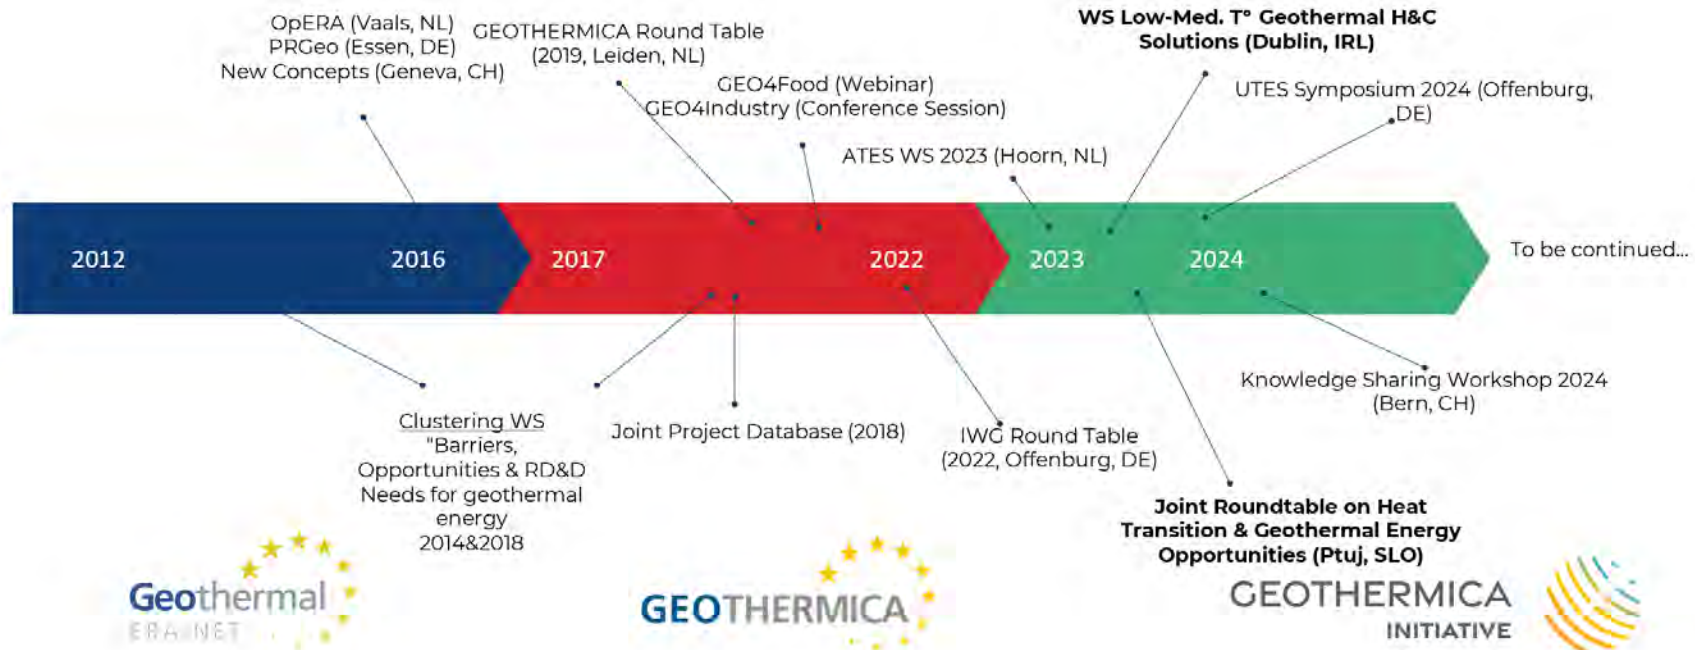 OpERA (Vaals, NL)
PRGeo (Essen, DE)
New Concepts (Geneva, CH)
GEOTHERMICA Round Table
(2019, Leiden, NL)
GEO4Food (Webinar)
GEO4Industry (Conference Session)
ATES WS 2023 (Hoorn, NL)
WS Low-Med. T° Geothermal H&C
Solutions (Dublin, IRL)
UTES Symposium 2024 (Offenburg,
DE)
2012
2016
2017
2022
2023
2024
To be continued...
Clustering WS
"Barriers,
Opportunities & RD&D
Needs for geothermal
energy
2014&2018
Joint Project Database (2018)
IWG Round Table
(2022, Offenburg, DE)
Joint Roundtable on Heat
Transition & Geothermal Energy
Opportunities (Ptuj, SLO)
Knowledge Sharing Workshop 2024
(Bern, CH)
Geothermal
ERA-NET
GEOTHERMICA
GEOTHERMICA
INITIATIVE